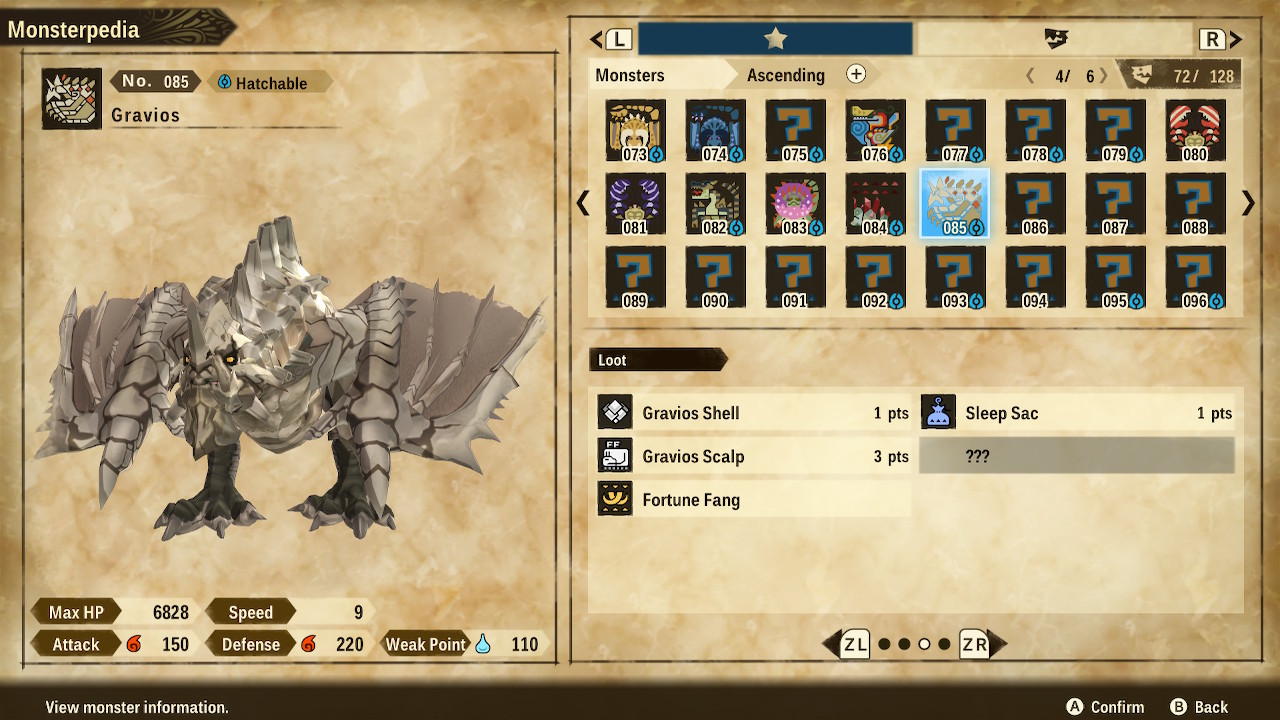 Monsterpedia
No. 085 Hatchable
Gravios
L R
Monsters Ascending + 4/ 6 72/ 128
073 074 075 076 077 078 079 080
081 082 083 084 085 086 087 088
089 090 091 092 093 094 095 096
Loot
Gravios Shell 1 pts Sleep Sac 1 pts
FF
Gravios Scalp 3 pts ???
Fortune Fang
Max HP 6828 Speed 9
Attack 150 Defense 220 Weak Point 110
ZL ZR
View monster information.
A Confirm B Back